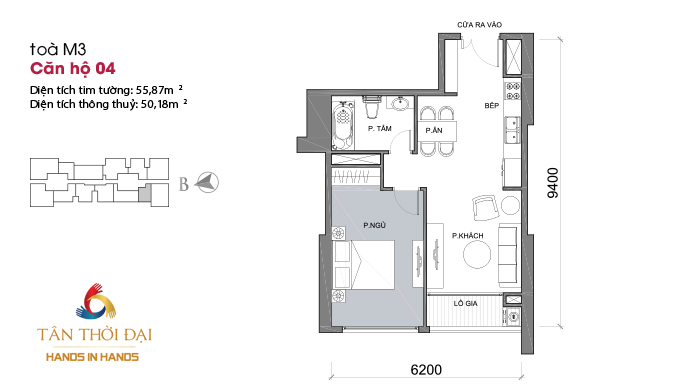 toà M3
Căn hộ 04
Diện tích tim tường: 55,87m ²
Diện tích thông thuỷ: 50,18m ²
B
TÂN THỜI ĐẠI
HANDS IN HANDS
CỬA RA VÀO
BẾP
P. TẮM
P.ĂN
P.NGỦ
P.KHÁCH
LÔ GIA
9400
6200